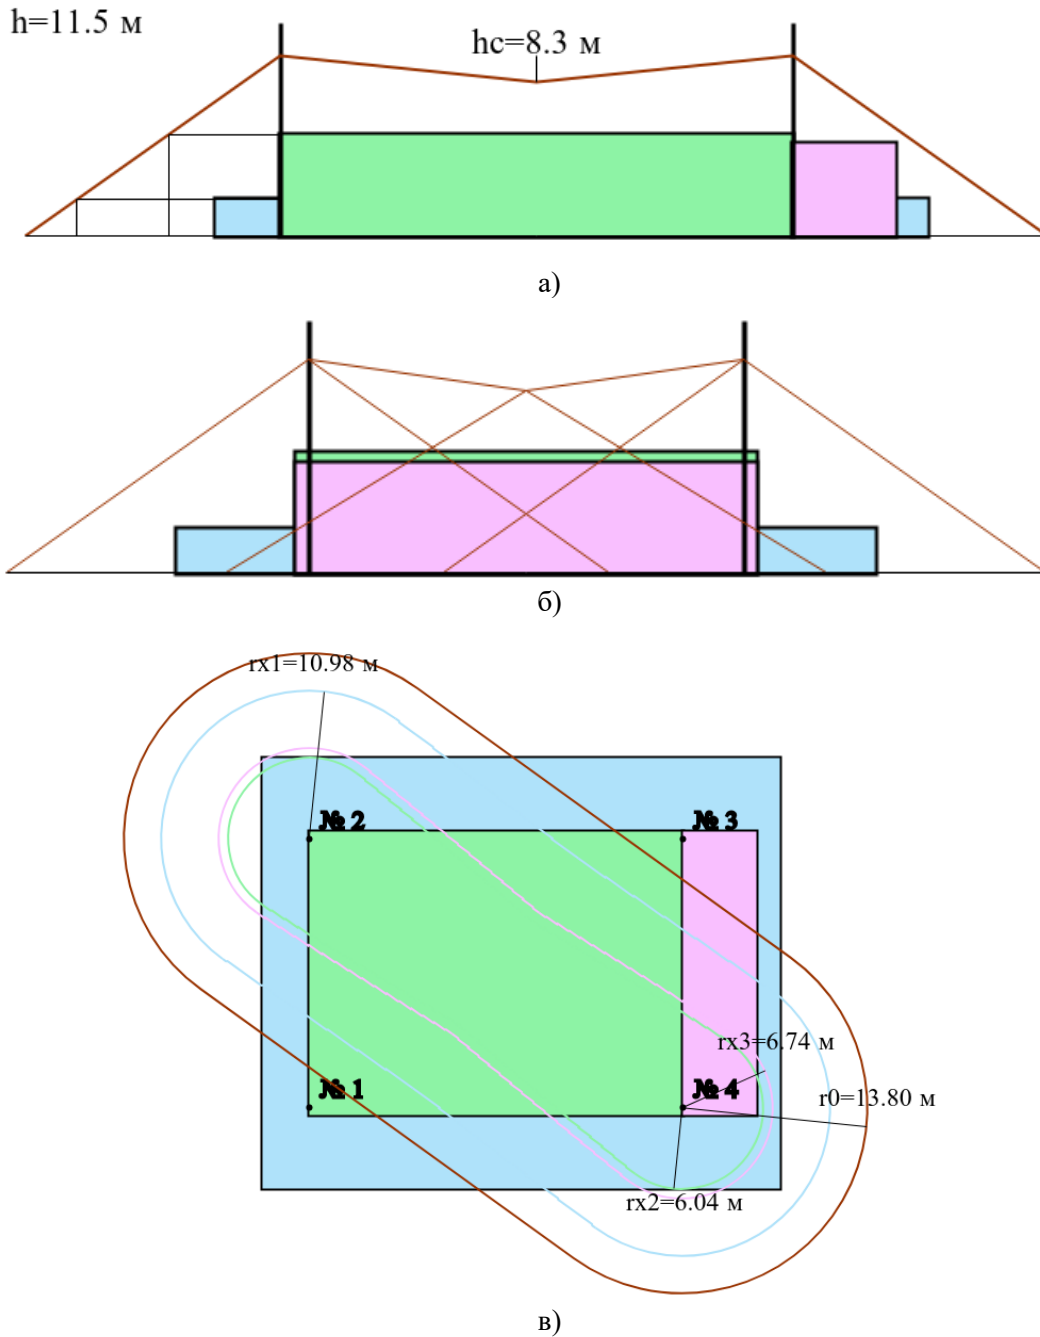 h=11.5 м
hc=8.3 м
а)
б)
rx1=10.98 м
№ 2
№ 3
rx3=6.74 м
№ 1
№ 4
r0=13.80 м
rx2=6.04 м
в)